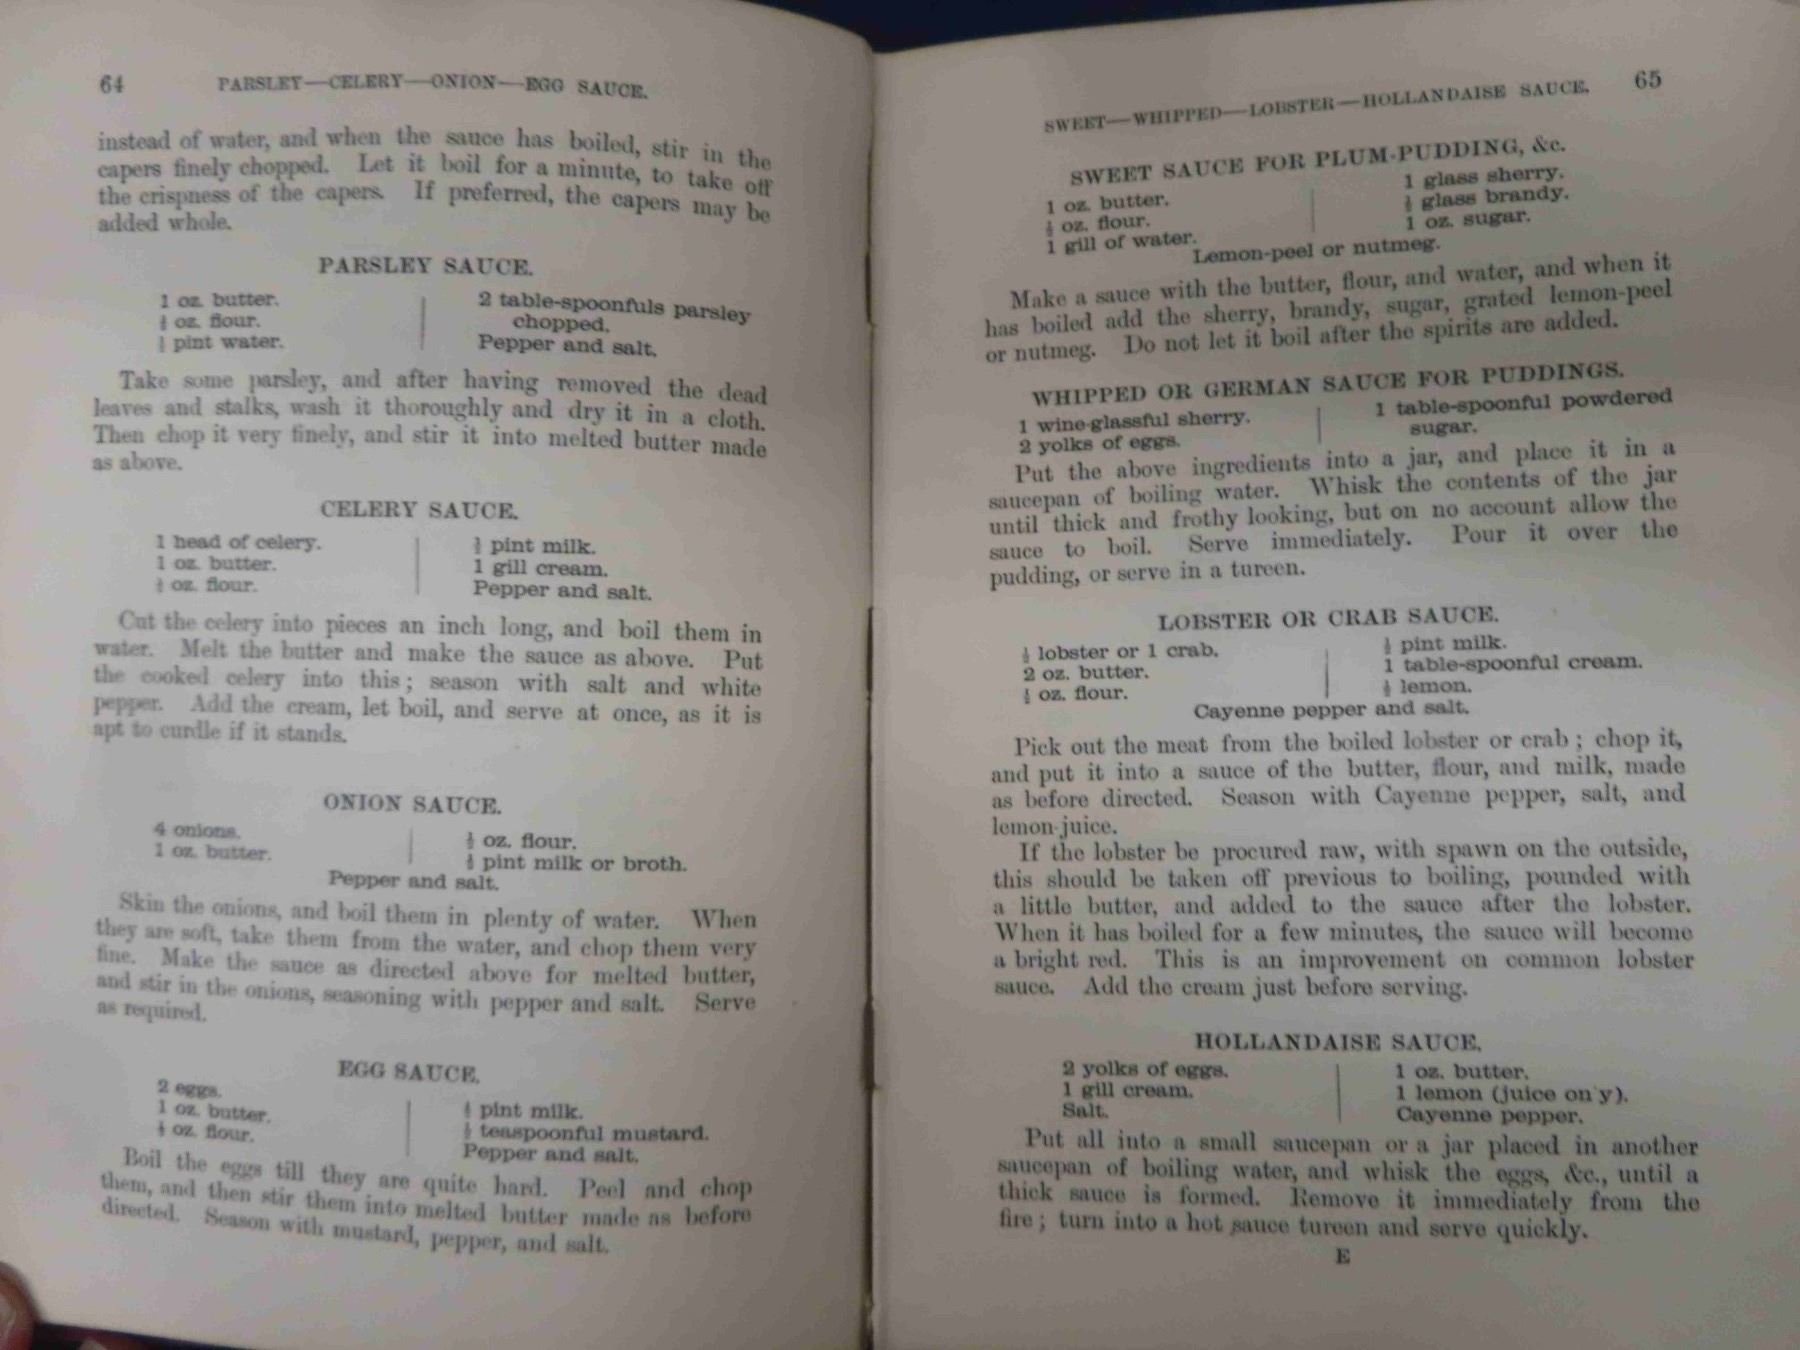 64 PARSLEY—CELERY—ONION—EGG SAUCE.
instead of water, and when the sauce has boiled, stir in the
capers finely chopped. Let it boil for a minute, to take off
the crispness of the capers. If preferred, the capers may be
added whole.
PARSLEY SAUCE.
1 oz. butter.
oz. flour.
pint water.
2 table-spoonfuls parsley
chopped.
Pepper and salt.
Take some parsley, and after having removed the dead
leaves and stalks, wash it thoroughly and dry it in a cloth.
Then chop it very finely, and stir it into melted butter made
as above.
CELERY SAUCE.
1 head of celery.
1 oz. butter.
oz. flour.
pint milk.
1 gill cream.
Pepper and salt.
Cut the celery into pieces an inch long, and boil them in
water. Melt the butter and make the sauce as above. Put
the cooked celery into this; season with salt and white
pepper. Add the cream, let boil, and serve at once, as it is
apt to curdle if it stands.
ONION SAUCE.
4 onions.
1 oz. butter.
½ oz. flour.
pint milk or broth.
Pepper and salt.
Skin the onions, and boil them in plenty of water. When
they are soft, take them from the water, and chop them very
fine. Make the sauce as directed above for melted butter,
and stir in the onions, seasoning with pepper and salt. Serve
as required.
EGG SAUCE.
2 eggs.
1 oz. butter.
oz. flour.
pint milk.
½ teaspoonful mustard.
Pepper and salt.
Boil the eggs till they are quite hard. Peel and chop
them, and then stir them into melted butter made as before
directed. Season with mustard, pepper, and salt.
SWEET—WHIPPED—LOBSTER—HOLLANDAISE SAUCE. 65
SWEET SAUCE FOR PLUM-PUDDING, &c.
1 oz. butter.
½ oz. flour.
1 gill of water.
1 glass sherry.
½ glass brandy.
1 oz. sugar.
Lemon-peel or nutmeg.
Make a sauce with the butter, flour, and water, and when it
has boiled add the sherry, brandy, sugar, grated lemon-peel
or nutmeg. Do not let it boil after the spirits are added.
WHIPPED OR GERMAN SAUCE FOR PUDDINGS.
1 wine-glassful sherry.
2 yolks of eggs.
1 table-spoonful powdered
sugar.
Put the above ingredients into a jar, and place it in a
saucepan of boiling water. Whisk the contents of the jar
until thick and frothy looking, but on no account allow the
sauce to boil. Serve immediately. Pour it over the
pudding, or serve in a tureen.
LOBSTER OR CRAB SAUCE.
½ lobster or 1 crab.
2 oz. butter.
½ oz. flour.
½ pint milk.
1 table-spoonful cream.
½ lemon.
Cayenne pepper and salt.
Pick out the meat from the boiled lobster or crab; chop it,
and put it into a sauce of the butter, flour, and milk, made
as before directed. Season with Cayenne pepper, salt, and
lemon-juice.
If the lobster be procured raw, with spawn on the outside,
this should be taken off previous to boiling, pounded with
a little butter, and added to the sauce after the lobster.
When it has boiled for a few minutes, the sauce will become
a bright red. This is an improvement on common lobster
sauce. Add the cream just before serving.
HOLLANDAISE SAUCE.
2 yolks of eggs.
1 gill cream.
Salt.
1 oz. butter.
1 lemon (juice on'y).
Cayenne pepper.
Put all into a small saucepan or a jar placed in another
saucepan of boiling water, and whisk the eggs, &c., until a
thick sauce is formed. Remove it immediately from the
fire; turn into a hot sauce tureen and serve quickly.
E